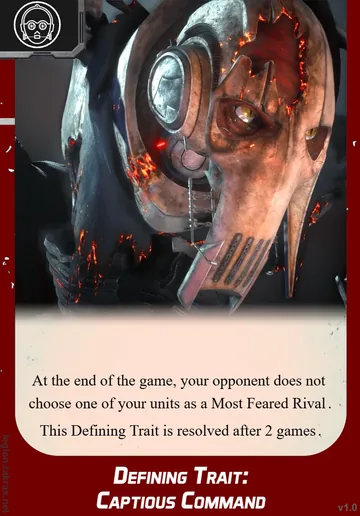 At the end of the game, your opponent does not
choose one of your units as a Most Feared Rival.
This Defining Trait is resolved after 2 games.
Defining Trait:
Captious Command
v1.0